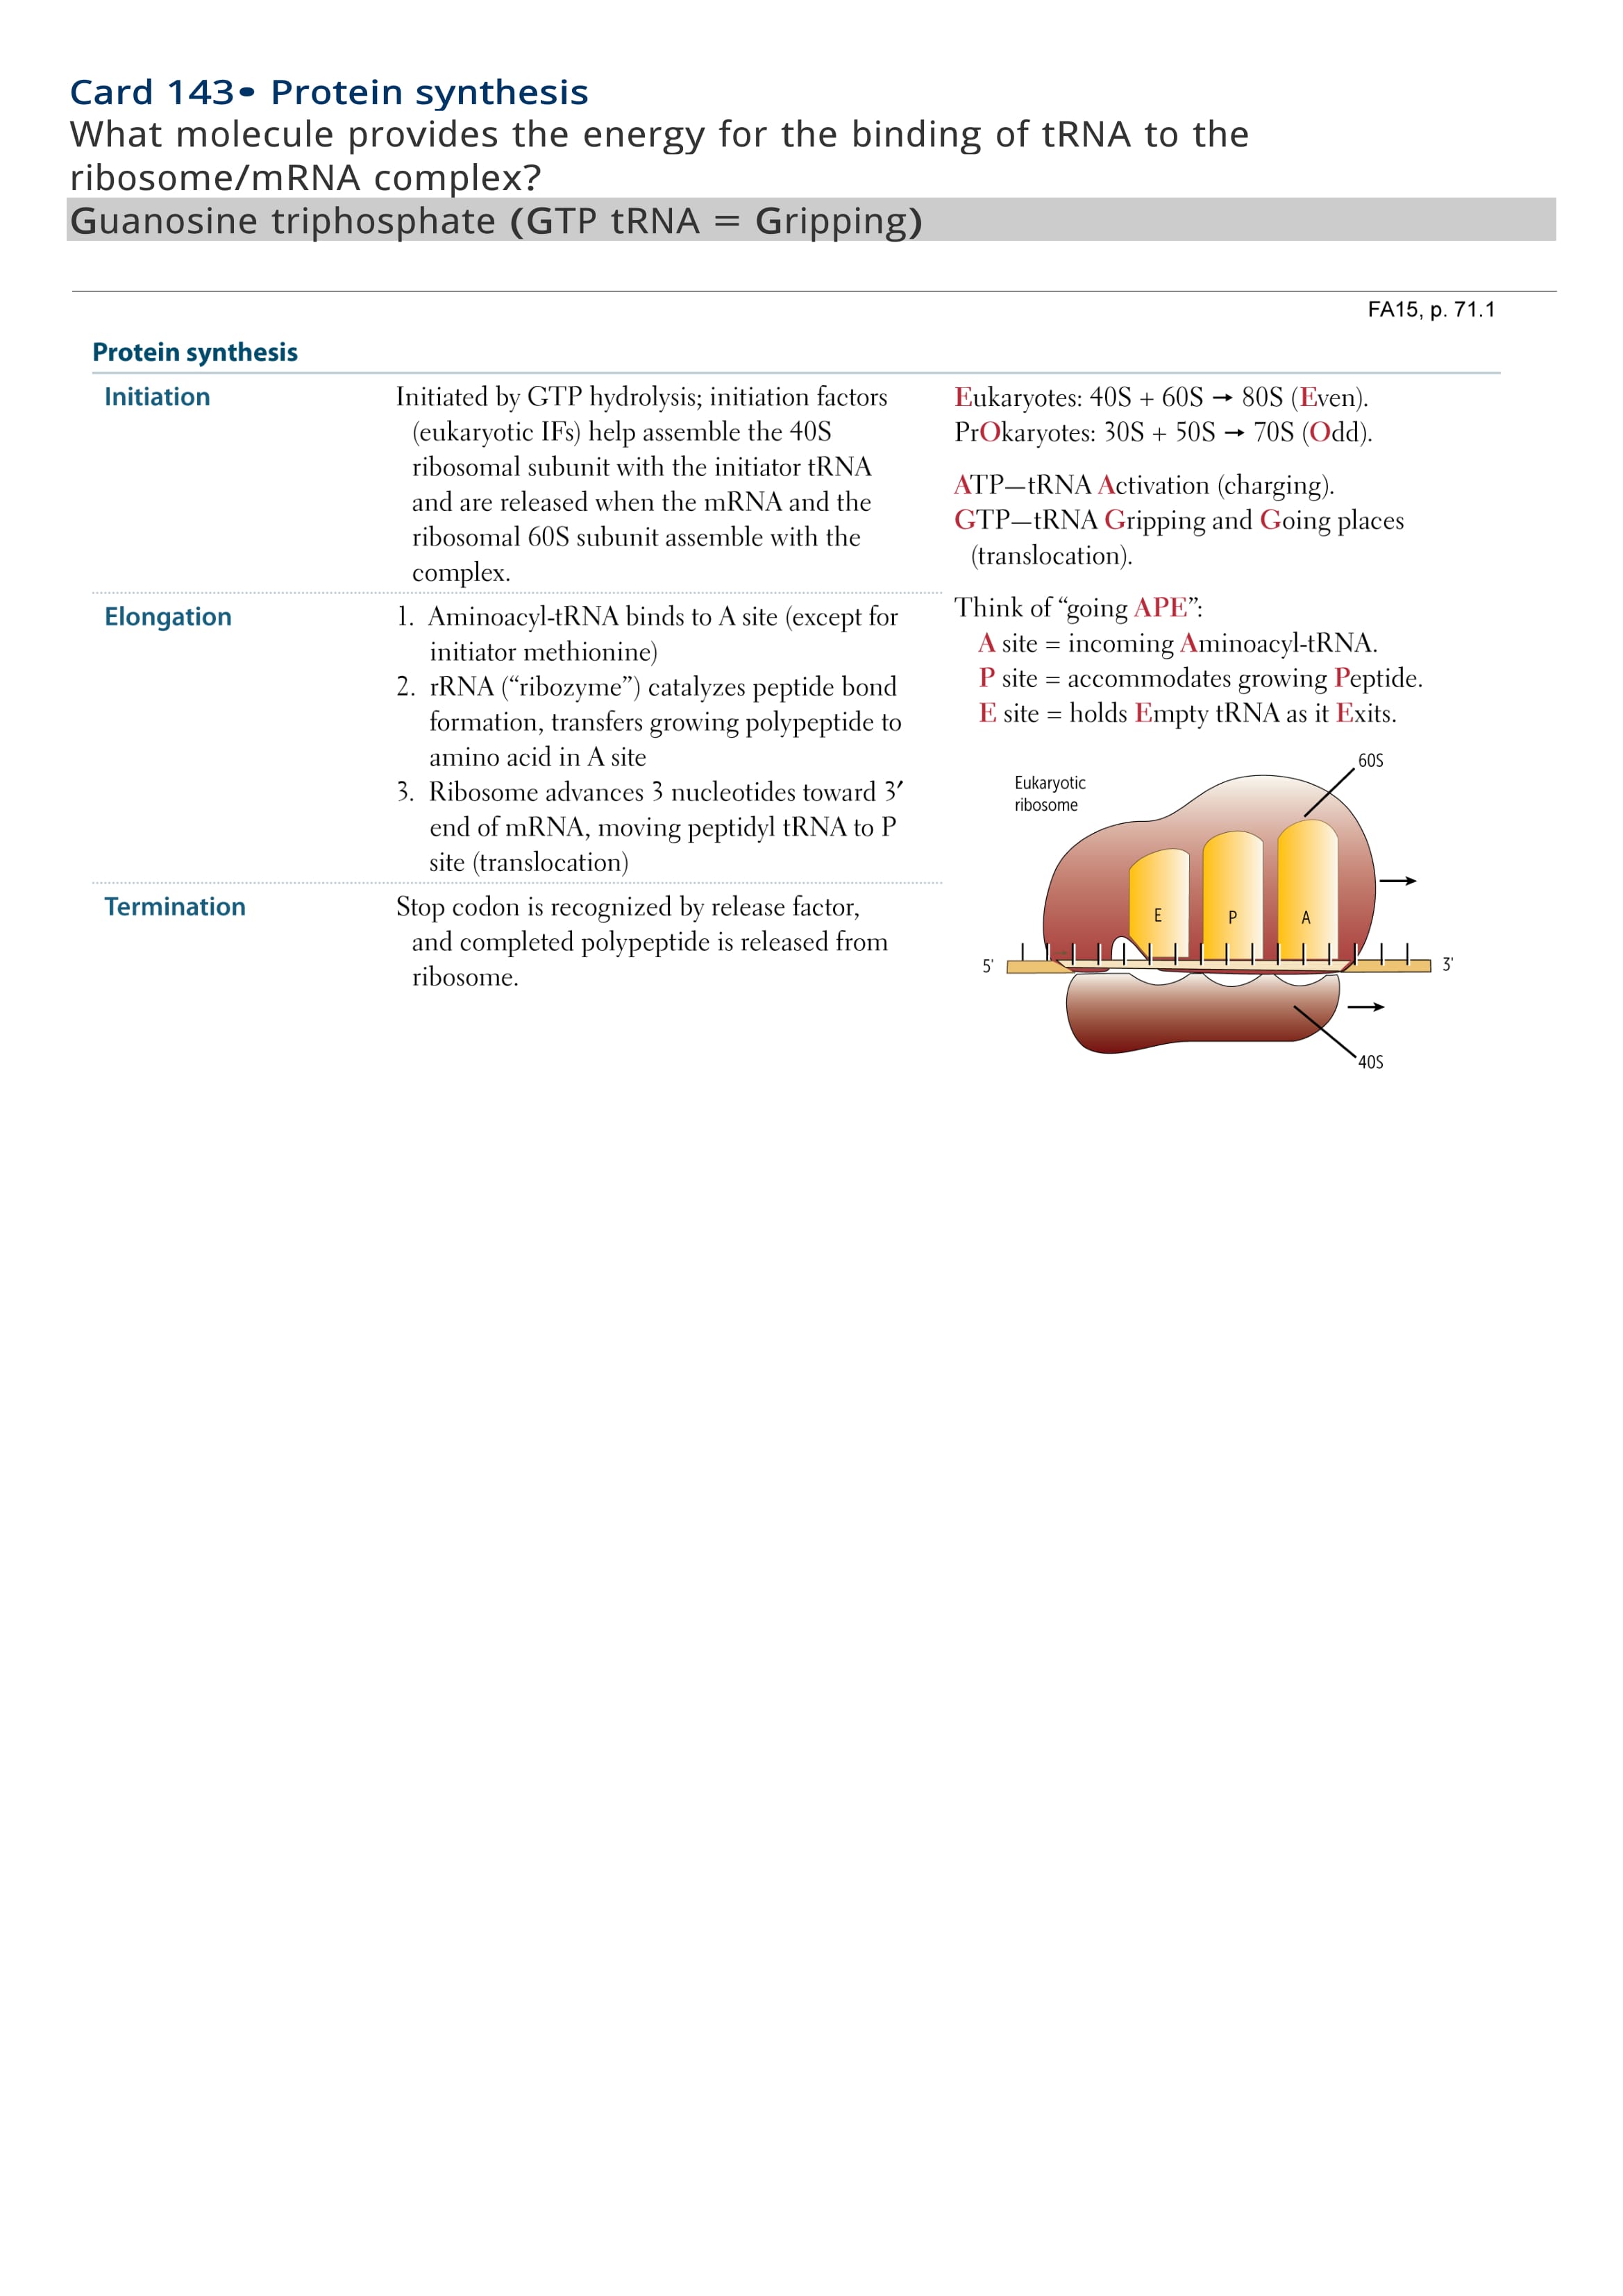 Card 143• Protein synthesis
What molecule provides the energy for the binding of tRNA to the
ribosome/mRNA complex?
Guanosine triphosphate (GTP tRNA = Gripping)
FA15, p. 71.1
Protein synthesis
Initiation
Initiated by GTP hydrolysis; initiation factors
(eukaryotic IFs) help assemble the 40S
ribosomal subunit with the initiator tRNA
and are released when the mRNA and the
ribosomal 60S subunit assemble with the
complex.
Eukaryotes: 40S + 60S → 80S (Even).
PrOkaryotes: 30S + 50S → 70S (Odd).
ATP—tRNA Activation (charging).
GTP—tRNA Gripping and Going places
(translocation).
Elongation
1. Aminoacyl-tRNA binds to A site (except for
initiator methionine)
2. rRNA (“ribozyme”) catalyzes peptide bond
formation, transfers growing polypeptide to
amino acid in A site
3. Ribosome advances 3 nucleotides toward 3′
end of mRNA, moving peptidyl tRNA to P
site (translocation)
Think of “going APE”:
A site = incoming Aminoacyl-tRNA.
P site = accommodates growing Peptide.
E site = holds Empty tRNA as it Exits.
Termination
Stop codon is recognized by release factor,
and completed polypeptide is released from
ribosome.
60S
Eukaryotic
ribosome
E P A
5' 3'
40S